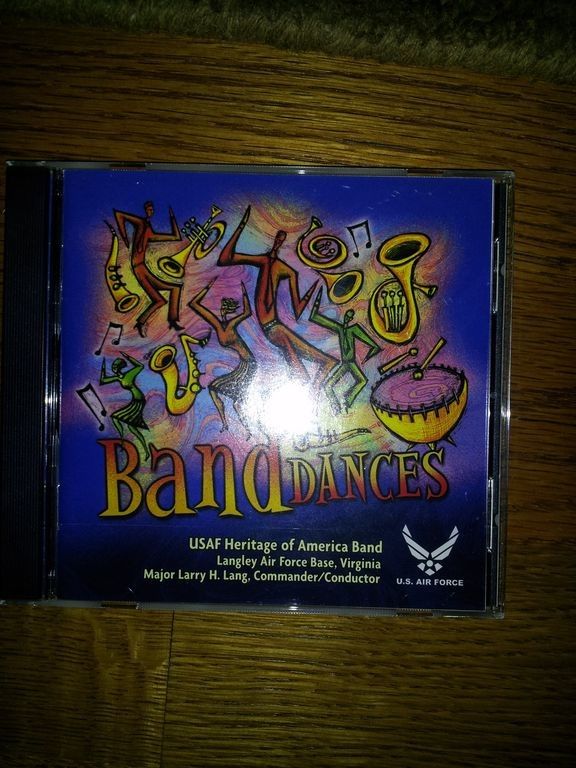 Band DANCES
USAF Heritage of America Band
Langley Air Force Base, Virginia
Major Larry H. Lang, Commander/Conductor
U.S. AIR FORCE